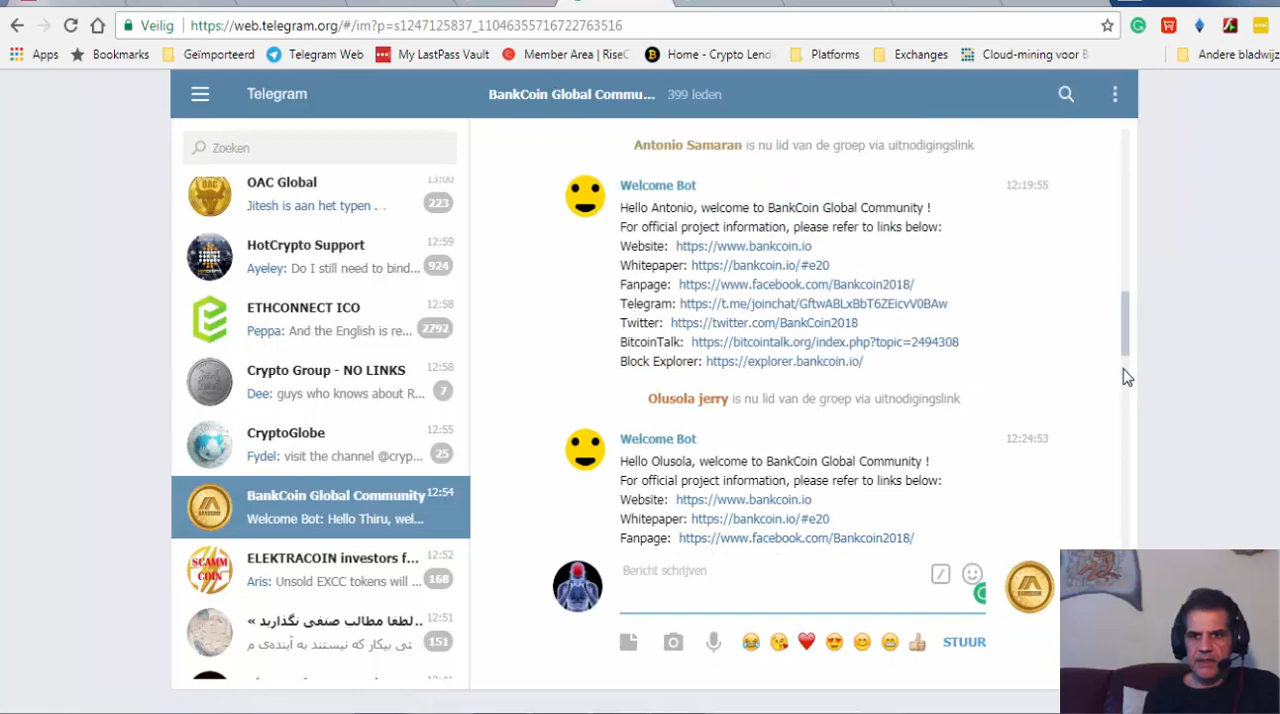 Veilig https://web.telegram.org/#/im?p=s1247125837_11046355716722763516
Apps Bookmarks Geïmporteerd Telegram Web My LastPass Vault Member Area | RiseC Home - Crypto Lend Platforms Exchanges Cloud-mining voor B Andere bladwijz
Telegram
BankCoin Global Commu... 399 leden
Zoeken
OAC Global 13:00
Jitesh is aan het typen . 223
HotCrypto Support 12:59
Ayeley: Do I still need to bind... 924
ETHCONNECT ICO 12:58
Peppa: And the English is re... 2792
Crypto Group - NO LINKS 12:58
Dee: guys who knows about R... 7
CryptoGlobe 12:55
Fydel: visit the channel @cryp... 25
BankCoin Global Community 12:54
Welcome Bot: Hello Thiru, wel...
SCAMM
COIN
ELEKTRACOIN investors f... 12:52
Aris: Unsold EXCC tokens will ... 168
« لطفا مطالب صنفی نگذارید.. 12:51
تی بیکار که نیستند به آینده‌ی م 151
Antonio Samaran is nu lid van de groep via uitnodigingslink
Welcome Bot 12:19:55
Hello Antonio, welcome to BankCoin Global Community !
For official project information, please refer to links below:
Website: https://www.bankcoin.io
Whitepaper: https://bankcoin.io/#e20
Fanpage: https://www.facebook.com/Bankcoin2018/
Telegram: https://t.me/joinchat/GftwABLxBbT6ZEicvV0BAw
Twitter: https://twitter.com/BankCoin2018
BitcoinTalk: https://bitcointalk.org/index.php?topic=2494308
Block Explorer: https://explorer.bankcoin.io/
Olusola jerry is nu lid van de groep via uitnodigingslink
Welcome Bot 12:24:53
Hello Olusola, welcome to BankCoin Global Community !
For official project information, please refer to links below:
Website: https://www.bankcoin.io
Whitepaper: https://bankcoin.io/#e20
Fanpage: https://www.facebook.com/Bankcoin2018/
Bericht schrijven
STUUR